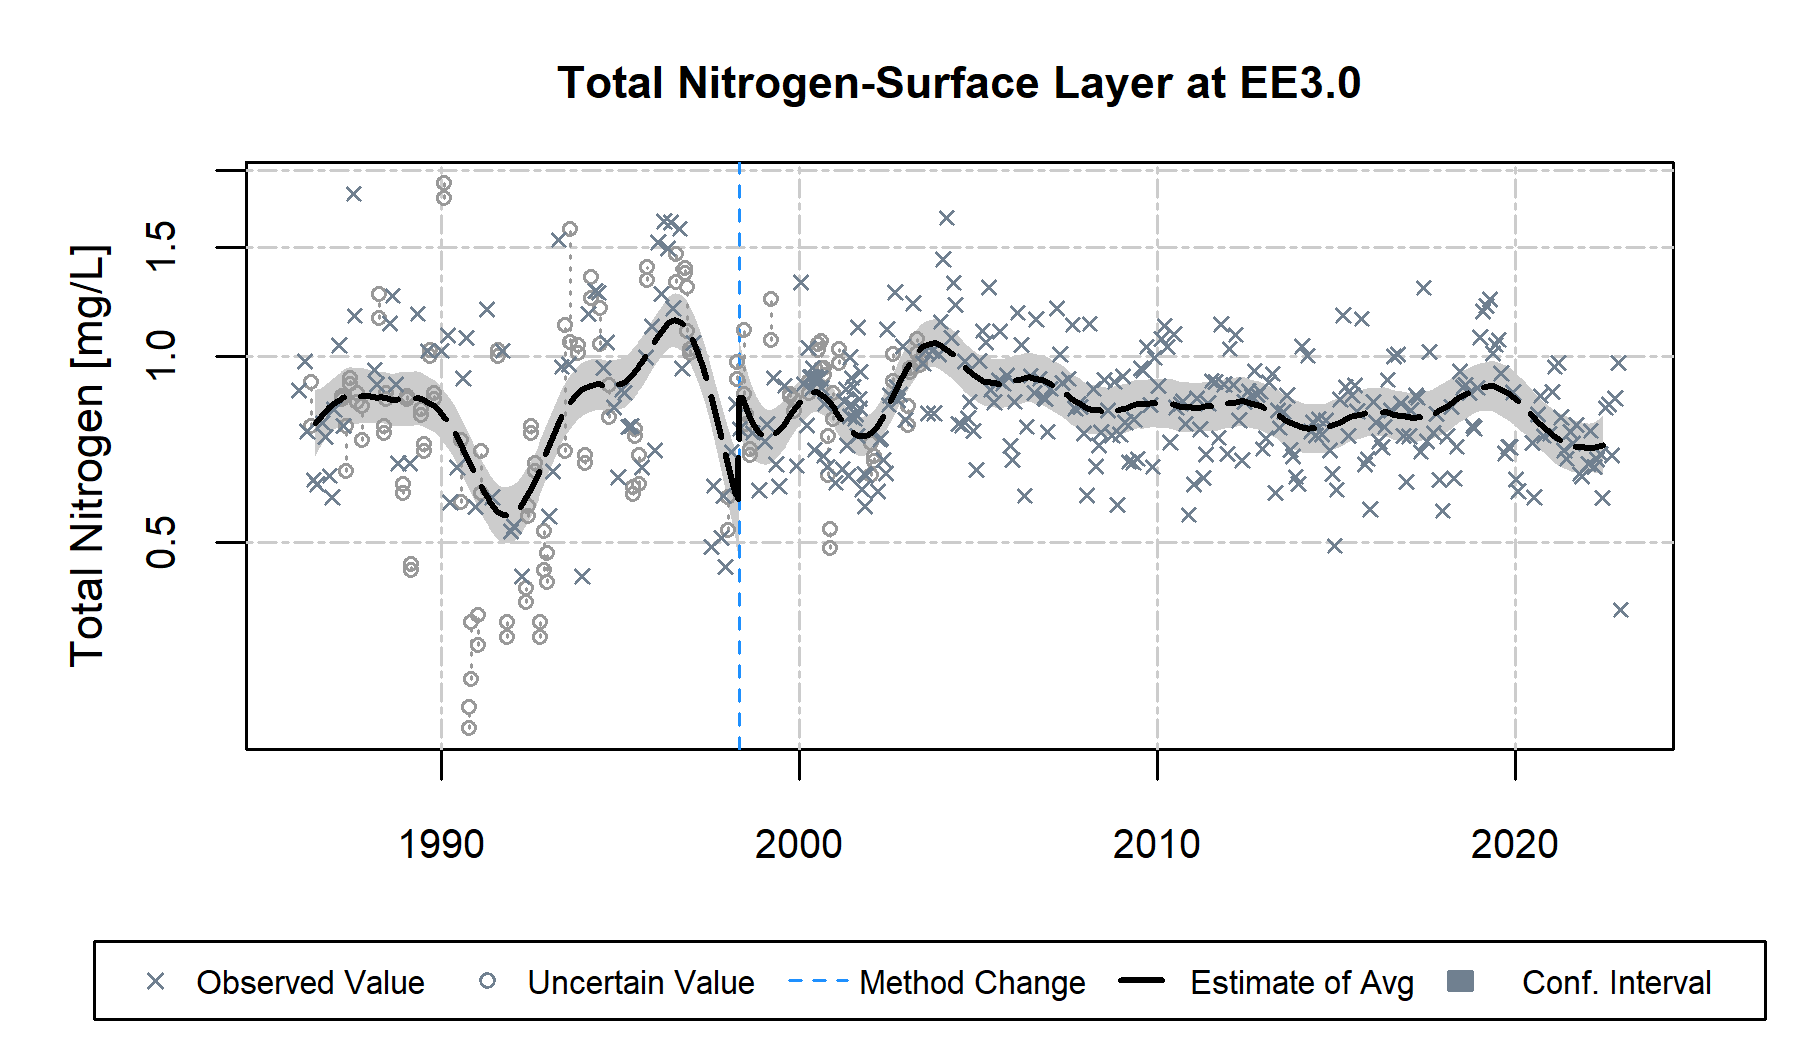 Total Nitrogen-Surface Layer at EE3.0
Total Nitrogen [mg/L]
1.5
1.0
0.5
1990 2000 2010 2020
Observed Value Uncertain Value Method Change Estimate of Avg Conf. Interval